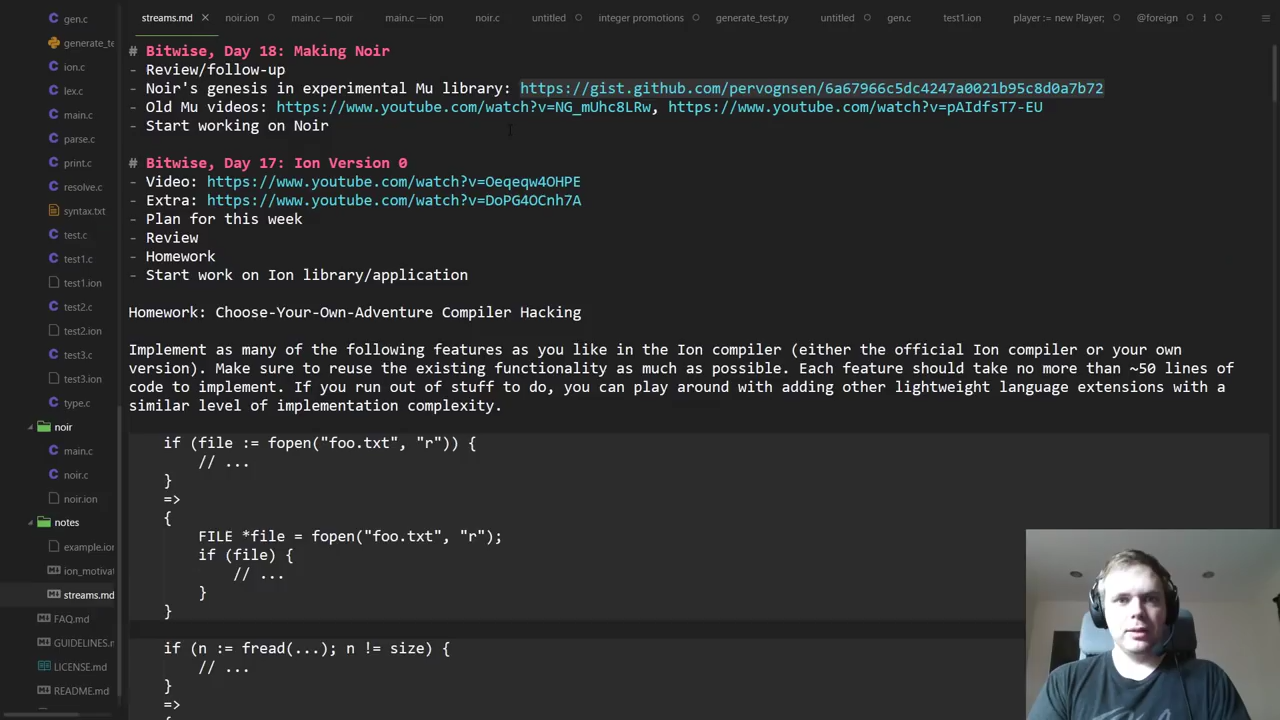 gen.c
generate_te
ion.c
lex.c
main.c
parse.c
print.c
resolve.c
syntax.txt
test.c
test1.c
test1.ion
test2.c
test2.ion
test3.c
test3.ion
type.c
noir
main.c
noir.c
noir.ion
notes
example.ion
ion_motivat
streams.md
FAQ.md
GUIDELINES.m
LICENSE.md
README.md
streams.md × noir.ion main.c — noir main.c — ion noir.c untitled integer promotions generate_test.py untitled gen.c test1.ion player := new Player; @foreign
# Bitwise, Day 18: Making Noir
- Review/follow-up
- Noir's genesis in experimental Mu library: https://gist.github.com/pervognsen/6a67966c5dc4247a0021b95c8d0a7b72
- Old Mu videos: https://www.youtube.com/watch?v=NG_mUhc8LRw, https://www.youtube.com/watch?v=pAIdfsT7-EU
- Start working on Noir
# Bitwise, Day 17: Ion Version 0
- Video: https://www.youtube.com/watch?v=Oeqeqw4OHPE
- Extra: https://www.youtube.com/watch?v=DoPG4OCnh7A
- Plan for this week
- Review
- Homework
- Start work on Ion library/application
Homework: Choose-Your-Own-Adventure Compiler Hacking
Implement as many of the following features as you like in the Ion compiler (either the official Ion compiler or your own
version). Make sure to reuse the existing functionality as much as possible. Each feature should take no more than ~50 lines of
code to implement. If you run out of stuff to do, you can play around with adding other lightweight language extensions with a
similar level of implementation complexity.
if (file := fopen("foo.txt", "r")) {
// ...
}
=>
{
FILE *file = fopen("foo.txt", "r");
if (file) {
// ...
}
}
if (n := fread(...); n != size) {
// ...
}
=>